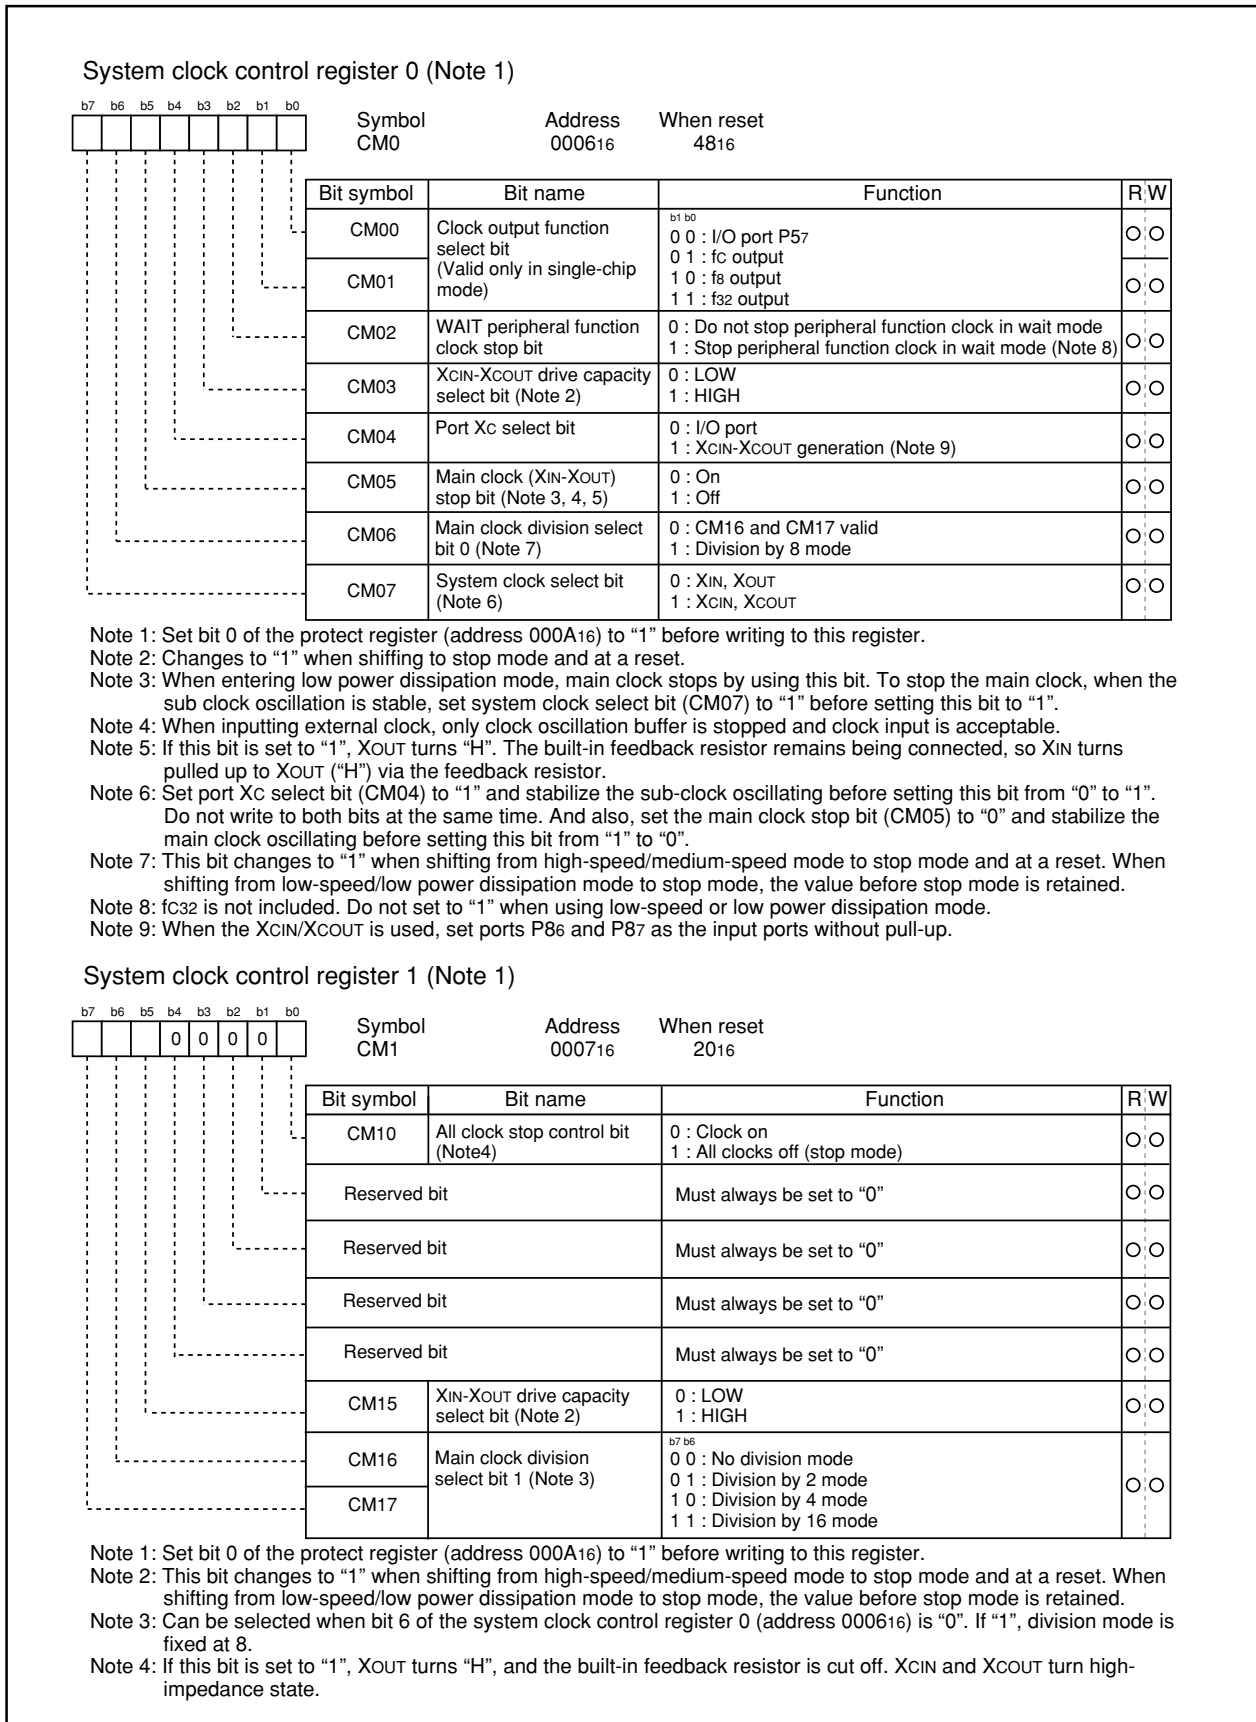 System clock control register 0 (Note 1)
b7 b6 b5 b4 b3 b2 b1 b0
Symbol Address When reset
CM0 000616 4816
Bit symbol Bit name Function R W
CM00 Clock output function select bit (Valid only in single-chip mode) b1 b0
0 0 : I/O port P57
0 1 : fC output
CM01 1 0 : f8 output
1 1 : f32 output
CM02 WAIT peripheral function 0 : Do not stop peripheral function clock in wait mode
clock stop bit 1 : Stop peripheral function clock in wait mode (Note 8)
CM03 XCIN-XCOUT drive capacity 0 : LOW
select bit (Note 2) 1 : HIGH
CM04 Port XC select bit 0 : I/O port
1 : XCIN-XCOUT generation (Note 9)
CM05 Main clock (XIN-XOUT) 0 : On
stop bit (Note 3, 4, 5) 1 : Off
CM06 Main clock division select 0 : CM16 and CM17 valid
bit 0 (Note 7) 1 : Division by 8 mode
CM07 System clock select bit 0 : XIN, XOUT
(Note 6) 1 : XCIN, XCOUT
Note 1: Set bit 0 of the protect register (address 000A16) to “1” before writing to this register.
Note 2: Changes to “1” when shiffing to stop mode and at a reset.
Note 3: When entering low power dissipation mode, main clock stops by using this bit. To stop the main clock, when the
sub clock oscillation is stable, set system clock select bit (CM07) to “1” before setting this bit to “1”.
Note 4: When inputting external clock, only clock oscillation buffer is stopped and clock input is acceptable.
Note 5: If this bit is set to “1”, XOUT turns “H”. The built-in feedback resistor remains being connected, so XIN turns
pulled up to XOUT (“H”) via the feedback resistor.
Note 6: Set port XC select bit (CM04) to “1” and stabilize the sub-clock oscillating before setting this bit from “0” to “1”.
Do not write to both bits at the same time. And also, set the main clock stop bit (CM05) to “0” and stabilize the
main clock oscillating before setting this bit from “1” to “0”.
Note 7: This bit changes to “1” when shifting from high-speed/medium-speed mode to stop mode and at a reset. When
shifting from low-speed/low power dissipation mode to stop mode, the value before stop mode is retained.
Note 8: fC32 is not included. Do not set to “1” when using low-speed or low power dissipation mode.
Note 9: When the XCIN/XCOUT is used, set ports P86 and P87 as the input ports without pull-up.
System clock control register 1 (Note 1)
b7 b6 b5 b4 b3 b2 b1 b0
0 0 0 0
Symbol Address When reset
CM1 000716 2016
Bit symbol Bit name Function R W
CM10 All clock stop control bit 0 : Clock on
(Note4) 1 : All clocks off (stop mode)
Reserved bit Must always be set to “0”
Reserved bit Must always be set to “0”
Reserved bit Must always be set to “0”
Reserved bit Must always be set to “0”
CM15 XIN-XOUT drive capacity 0 : LOW
select bit (Note 2) 1 : HIGH
b7 b6
CM16 Main clock division 0 0 : No division mode
select bit 1 (Note 3) 0 1 : Division by 2 mode
CM17 1 0 : Division by 4 mode
1 1 : Division by 16 mode
Note 1: Set bit 0 of the protect register (address 000A16) to “1” before writing to this register.
Note 2: This bit changes to “1” when shifting from high-speed/medium-speed mode to stop mode and at a reset. When
shifting from low-speed/low power dissipation mode to stop mode, the value before stop mode is retained.
Note 3: Can be selected when bit 6 of the system clock control register 0 (address 000616) is “0”. If “1”, division mode is
fixed at 8.
Note 4: If this bit is set to “1”, XOUT turns “H”, and the built-in feedback resistor is cut off. XCIN and XCOUT turn high-
impedance state.